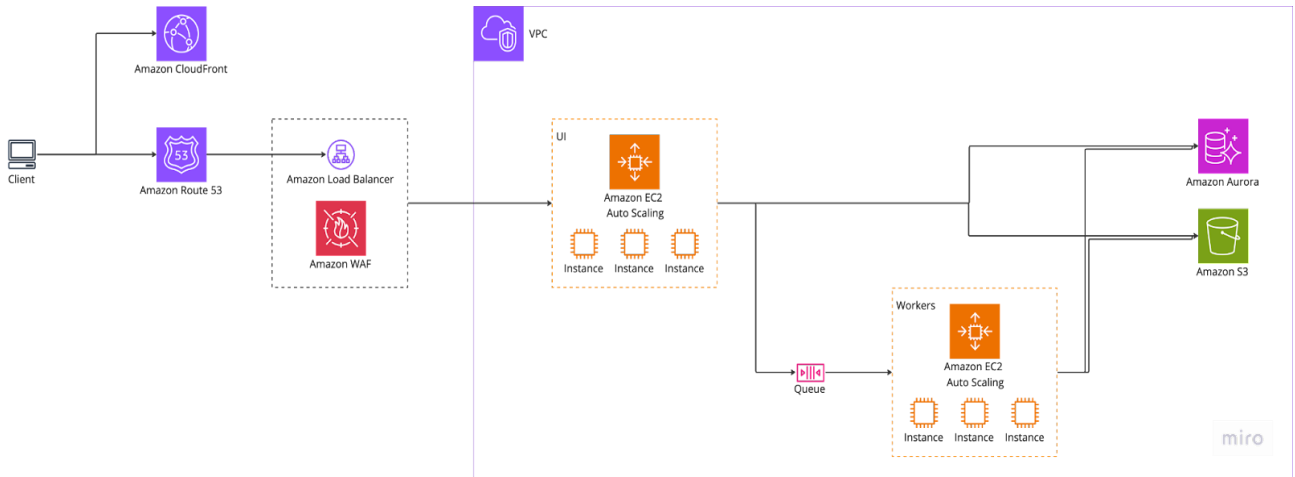 VPC
Amazon CloudFront
Client
53
Amazon Route 53
Amazon Load Balancer
Amazon WAF
UI
Amazon EC2
Auto Scaling
Instance
Instance
Instance
Queue
Workers
Amazon EC2
Auto Scaling
Instance
Instance
Instance
Amazon Aurora
Amazon S3
miro